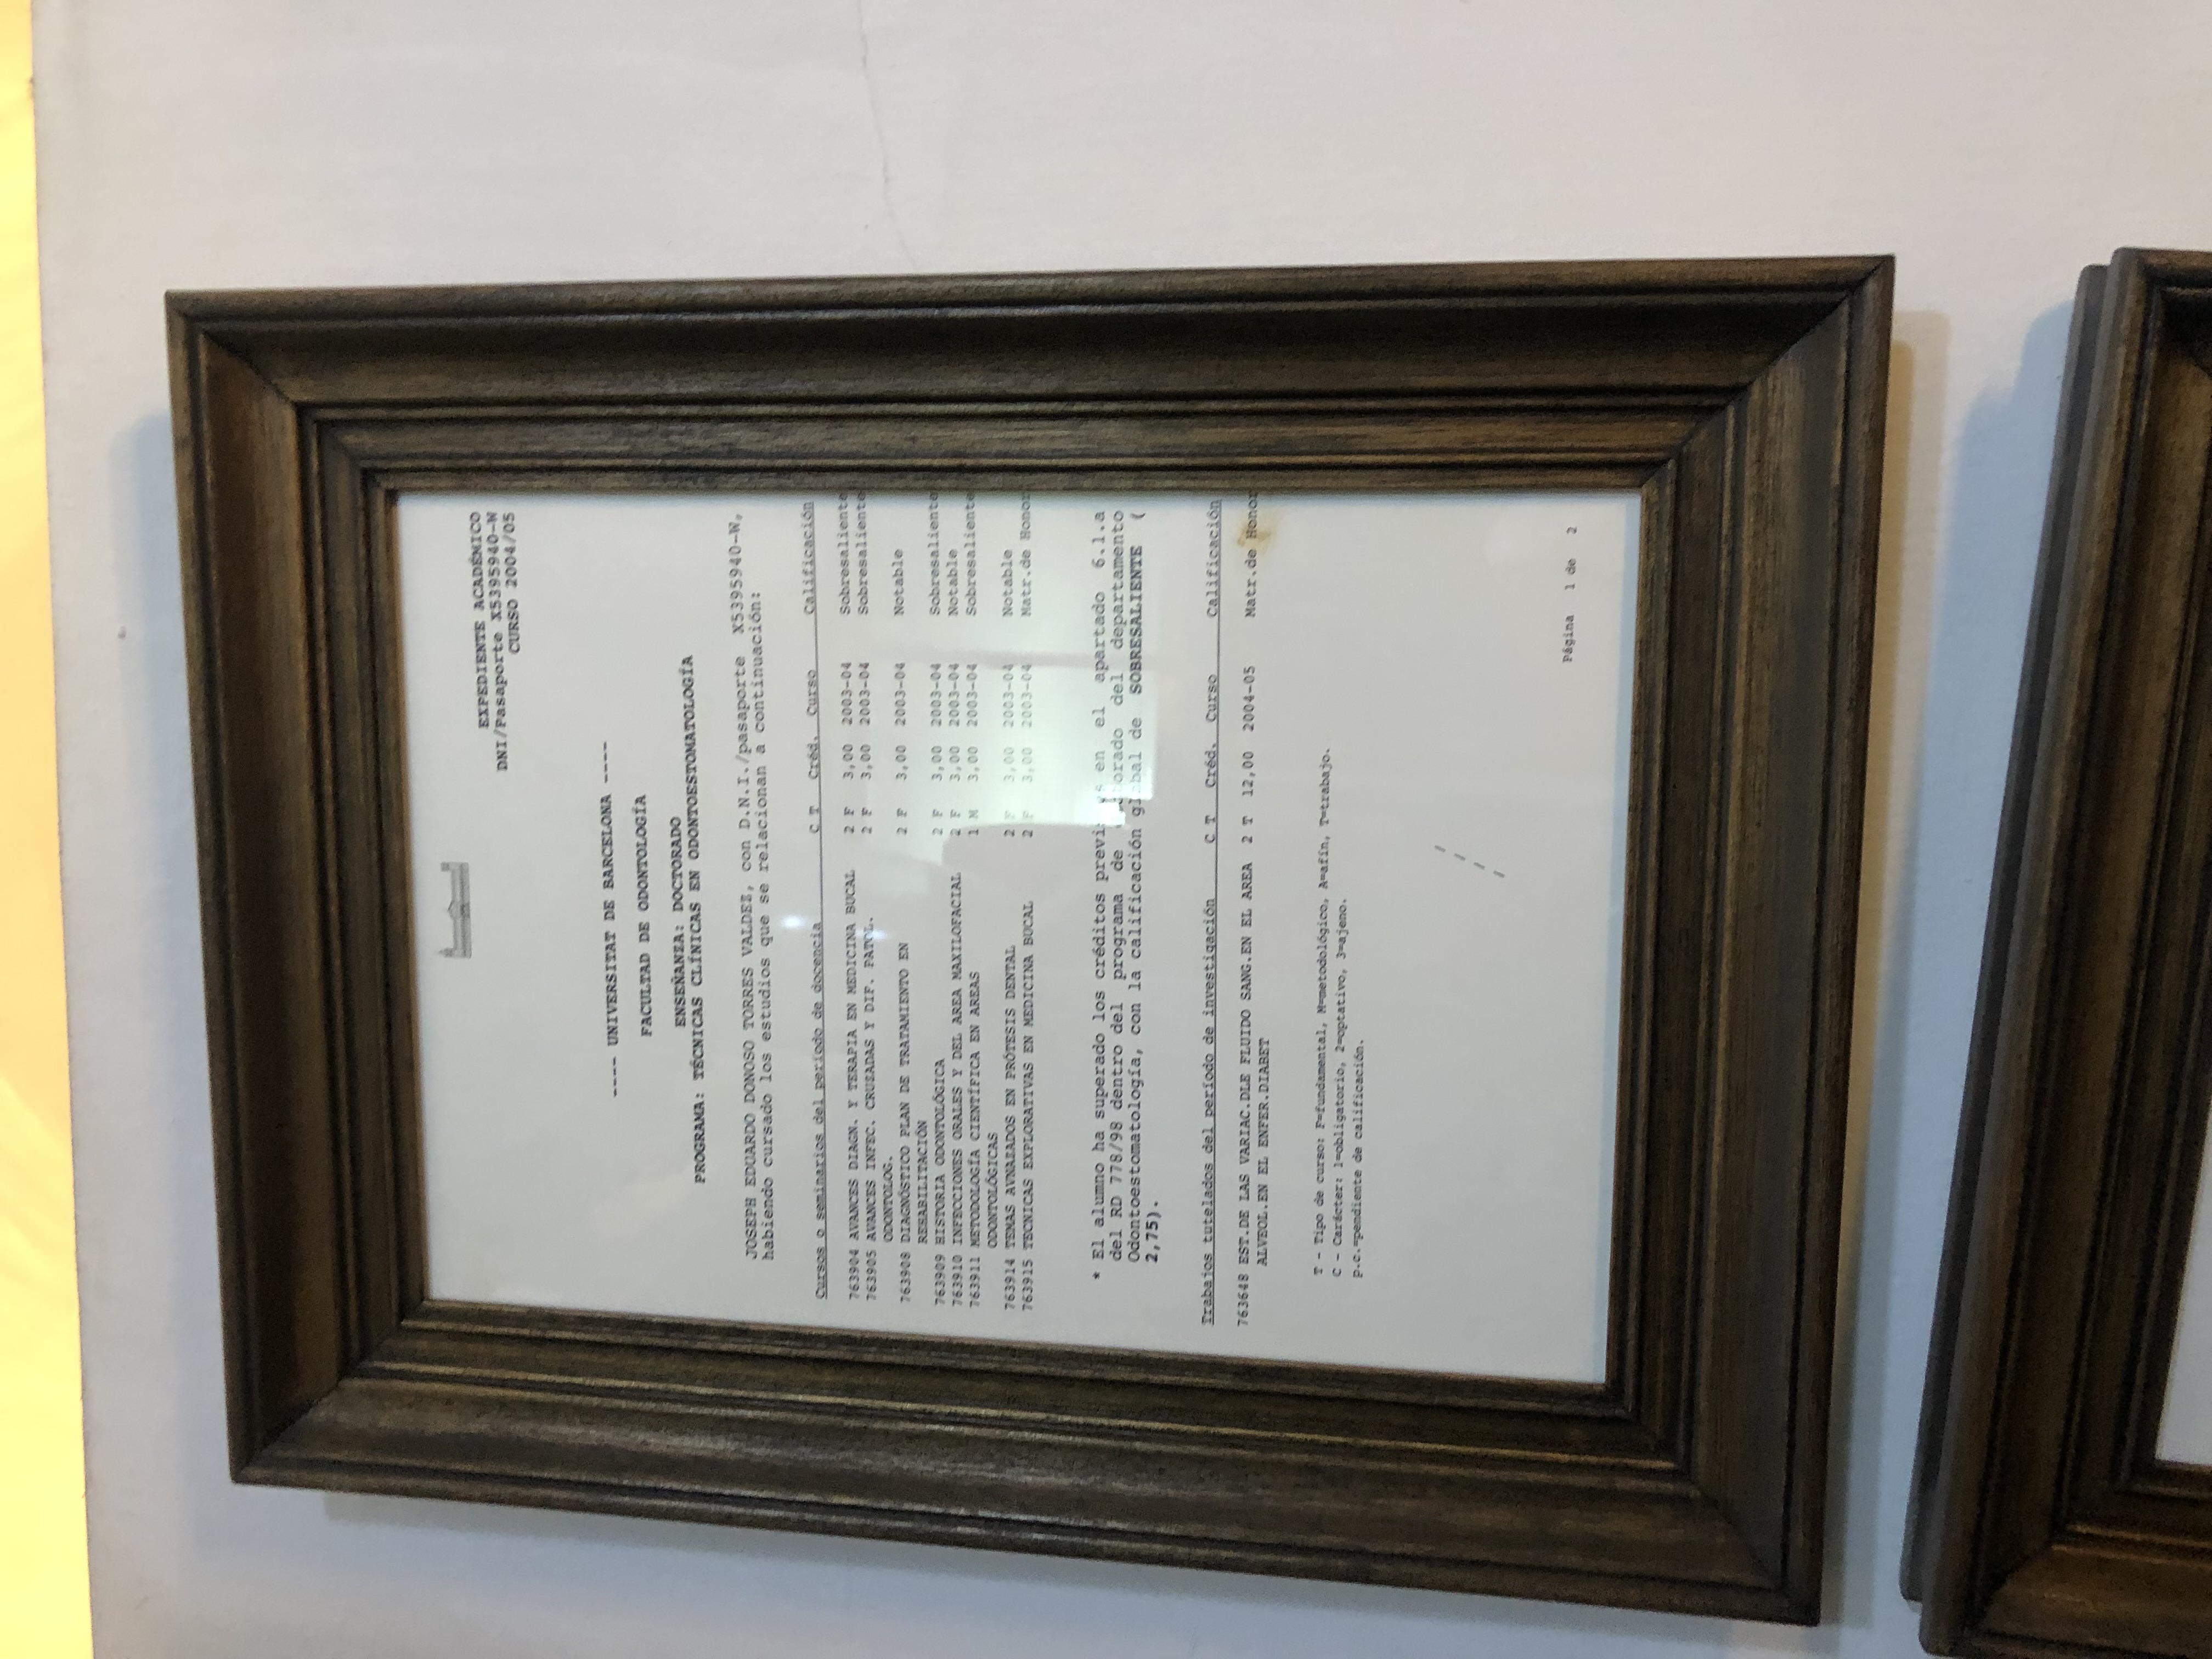 EXPEDIENTE ACADÉMICO
DNI/Pasaporte X5395940-W
CURSO 2004/05
---- UNIVERSITAT DE BARCELONA ----
FACULTAD DE ODONTOLOGÍA
ENSEÑANZA: DOCTORADO
PROGRAMA: TÉCNICAS CLÍNICAS EN ODONTOESTOMATOLOGÍA
JOSEPH EDUARDO DONOSO TORRES VALDEZ, con D.N.I./pasaporte X5395940-W,
habiendo cursado los estudios que se relacionan a continuación:
Cursos o seminarios del período de docencia C T Créd. Curso Calificación
763904 AVANCES DIAGN. Y TERAPIA EN MEDICINA BUCAL 2 F 3,00 2003-04 Sobresaliente
763905 AVANCES INFEC. CRUZADAS Y DIF. PATOL. 2 F 3,00 2003-04 Sobresaliente
ODONTOLOG.
763908 DIAGNÓSTICO PLAN DE TRATAMIENTO EN 2 F 3,00 2003-04 Notable
REHABILITACIÓN
763909 HISTORIA ODONTOLÓGICA 2 F 3,00 2003-04 Sobresaliente
763910 INFECCIONES ORALES Y DEL AREA MAXILOFACIAL 2 F 3,00 2003-04 Notable
763911 METODOLOGÍA CIENTÍFICA EN AREAS 1 M 3,00 2003-04 Sobresaliente
ODONTOLÓGICAS
763914 TEMAS AVNAZADOS EN PRÓTESIS DENTAL 2 F 3,00 2003-04 Notable
763915 TECNICAS EXPLORATIVAS EN MEDICINA BUCAL 2 F 3,00 2003-04 Matr.de Honor
* El alumno ha superado los créditos en el apartado 6.1.a
del RD 778/98 dentro del programa de del departamento
Odontoestomatología, con la calificación global de SOBRESALIENTE (
2,75).
Trabajos tutelados del período de investigación C T Créd. Curso Calificación
763648 EST.DE LAS VARIAC.DLE FLUIDO SANG.EN EL AREA 2 T 12,00 2004-05 Matr.de Honor
ALVEOL.EN EL ENFER.DIABET
T - Tipo de curso: F=fundamental, M=metodológico, A=afín, T=trabajo.
C - Carácter: 1=obligatorio, 2=optativo, 3=ajeno.
p.c.=pendiente de calificación.
Página 1 de 2